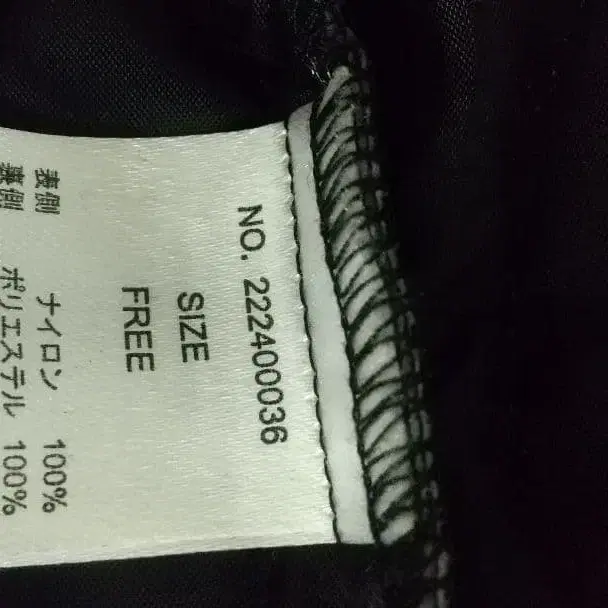 NO. 222400036
SIZE
FREE
表側 ナイロン 100%
裏側 ポリエステル 100%